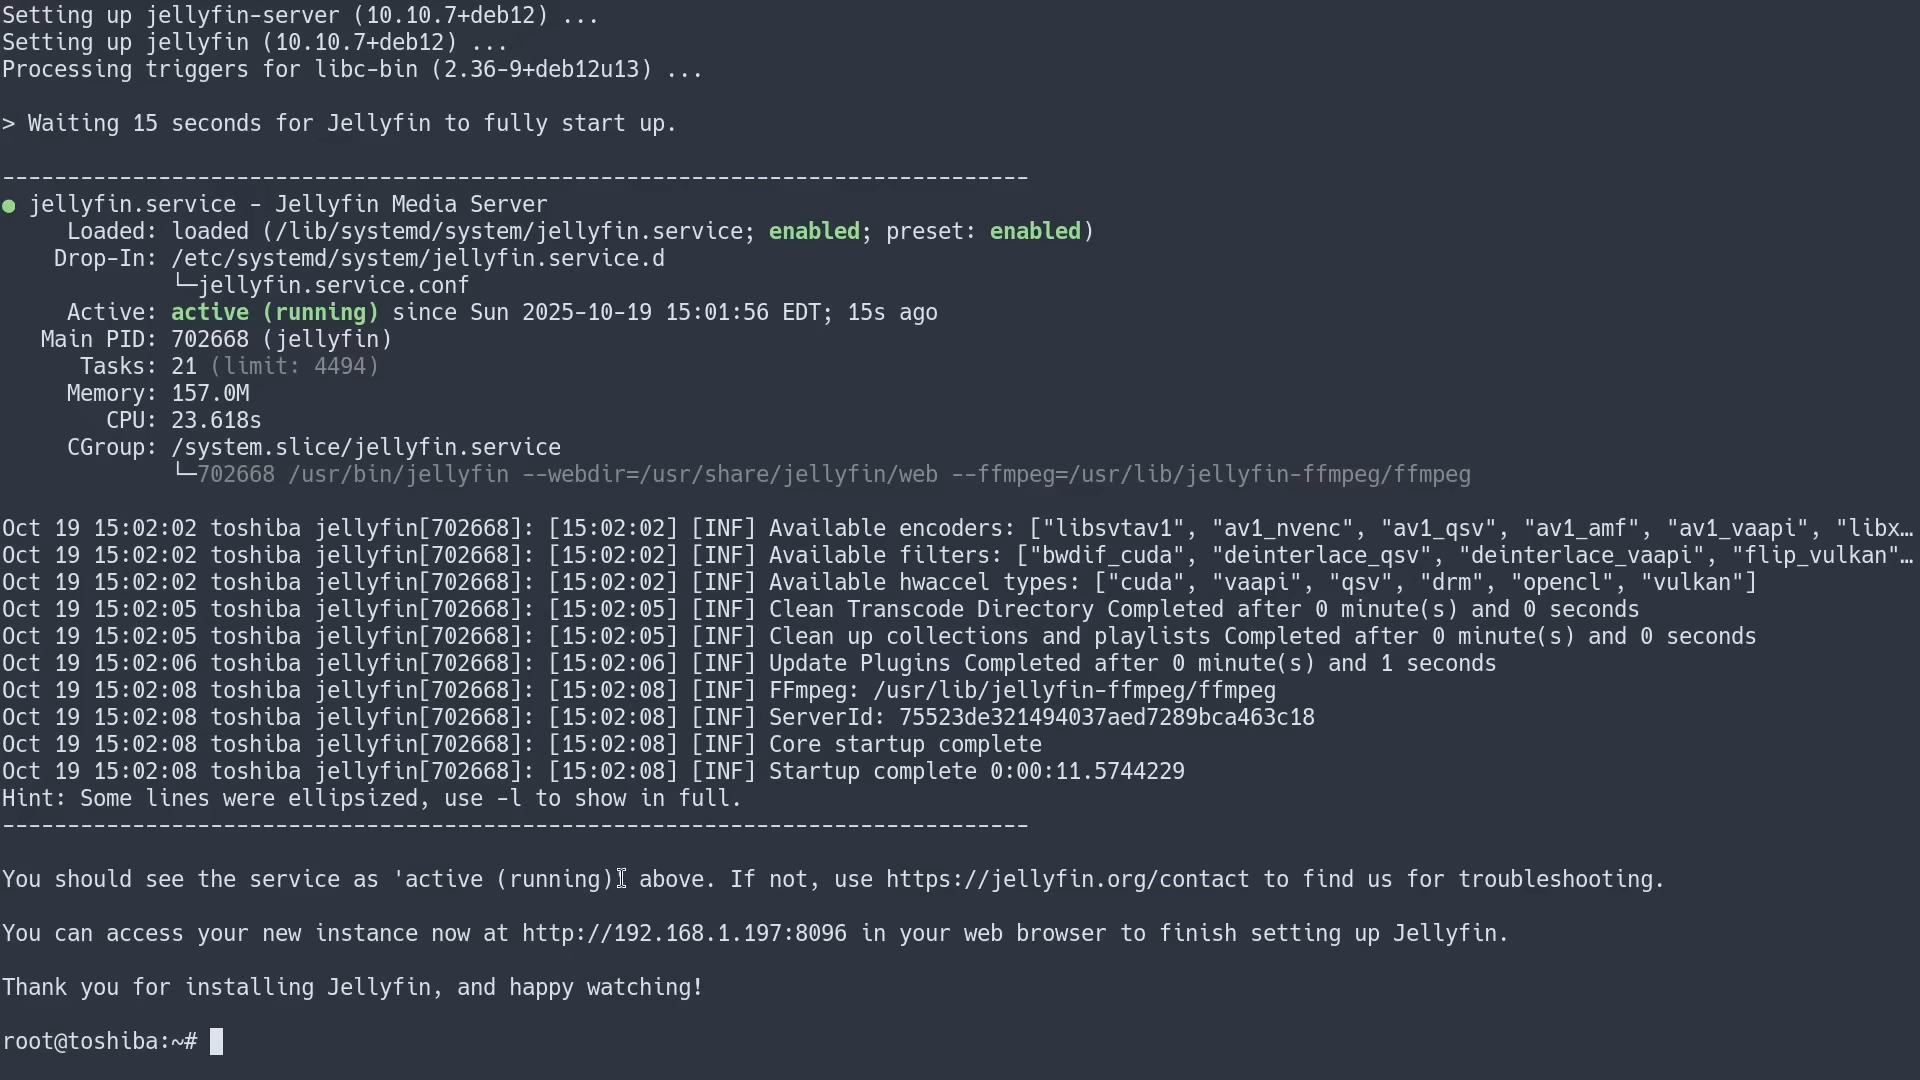 Setting up jellyfin-server (10.10.7+deb12) ...
Setting up jellyfin (10.10.7+deb12) ...
Processing triggers for libc-bin (2.36-9+deb12u13) ...
> Waiting 15 seconds for Jellyfin to fully start up.
-------------------------------------------------------------------------------
● jellyfin.service - Jellyfin Media Server
     Loaded: loaded (/lib/systemd/system/jellyfin.service; enabled; preset: enabled)
    Drop-In: /etc/systemd/system/jellyfin.service.d
             └─jellyfin.service.conf
     Active: active (running) since Sun 2025-10-19 15:01:56 EDT; 15s ago
   Main PID: 702668 (jellyfin)
      Tasks: 21 (limit: 4494)
     Memory: 157.0M
        CPU: 23.618s
     CGroup: /system.slice/jellyfin.service
             └─702668 /usr/bin/jellyfin --webdir=/usr/share/jellyfin/web --ffmpeg=/usr/lib/jellyfin-ffmpeg/ffmpeg
Oct 19 15:02:02 toshiba jellyfin[702668]: [15:02:02] [INF] Available encoders: ["libsvtav1", "av1_nvenc", "av1_qsv", "av1_amf", "av1_vaapi", "libx…
Oct 19 15:02:02 toshiba jellyfin[702668]: [15:02:02] [INF] Available filters: ["bwdif_cuda", "deinterlace_qsv", "deinterlace_vaapi", "flip_vulkan"…
Oct 19 15:02:02 toshiba jellyfin[702668]: [15:02:02] [INF] Available hwaccel types: ["cuda", "vaapi", "qsv", "drm", "opencl", "vulkan"]
Oct 19 15:02:05 toshiba jellyfin[702668]: [15:02:05] [INF] Clean Transcode Directory Completed after 0 minute(s) and 0 seconds
Oct 19 15:02:05 toshiba jellyfin[702668]: [15:02:05] [INF] Clean up collections and playlists Completed after 0 minute(s) and 0 seconds
Oct 19 15:02:06 toshiba jellyfin[702668]: [15:02:06] [INF] Update Plugins Completed after 0 minute(s) and 1 seconds
Oct 19 15:02:08 toshiba jellyfin[702668]: [15:02:08] [INF] FFmpeg: /usr/lib/jellyfin-ffmpeg/ffmpeg
Oct 19 15:02:08 toshiba jellyfin[702668]: [15:02:08] [INF] ServerId: 75523de321494037aed7289bca463c18
Oct 19 15:02:08 toshiba jellyfin[702668]: [15:02:08] [INF] Core startup complete
Oct 19 15:02:08 toshiba jellyfin[702668]: [15:02:08] [INF] Startup complete 0:00:11.5744229
Hint: Some lines were ellipsized, use -l to show in full.
-------------------------------------------------------------------------------
You should see the service as 'active (running)' above. If not, use https://jellyfin.org/contact to find us for troubleshooting.
You can access your new instance now at http://192.168.1.197:8096 in your web browser to finish setting up Jellyfin.
Thank you for installing Jellyfin, and happy watching!
root@toshiba:~#